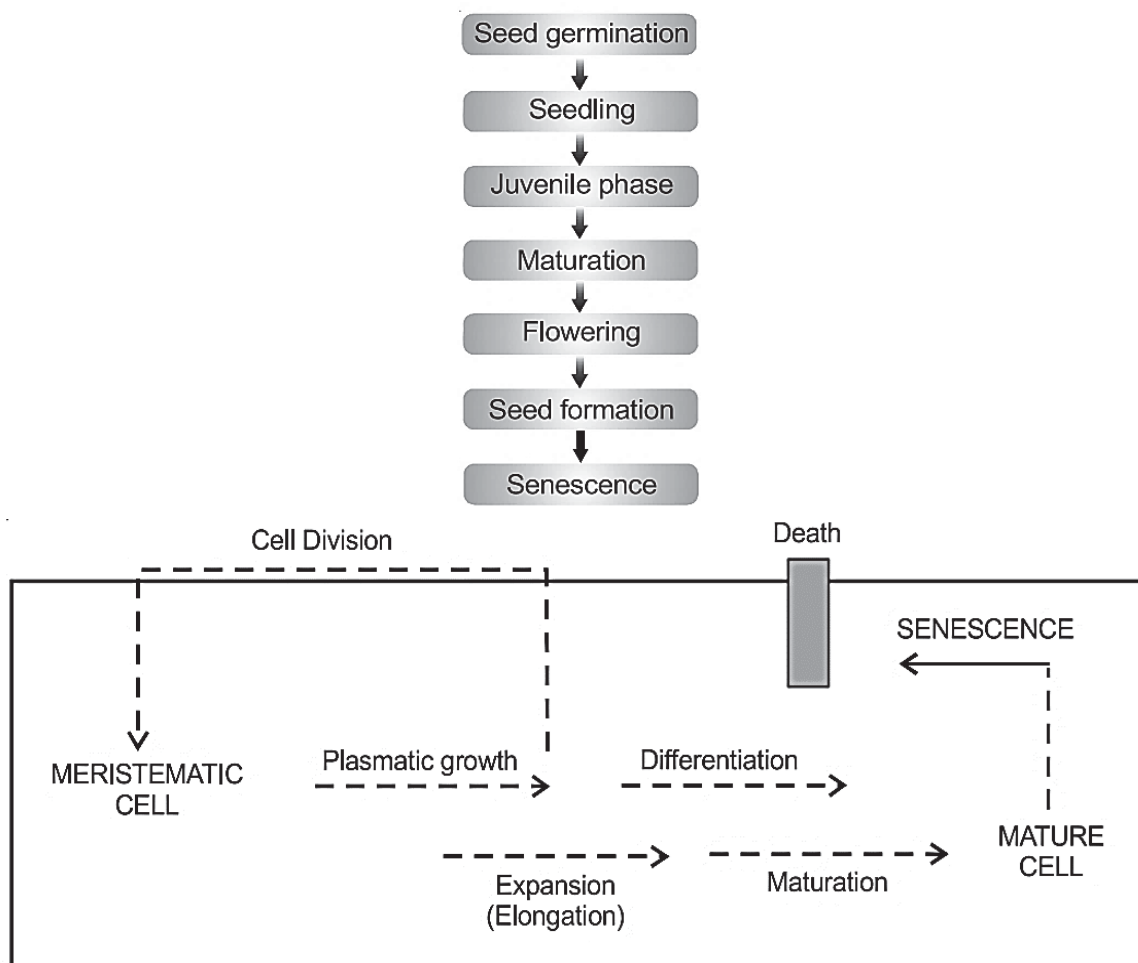 Seed germination
Seedling
Juvenile phase
Maturation
Flowering
Seed formation
Senescence
Cell Division
Death
SENESCENCE
MERISTEMATIC
CELL
Plasmatic growth
Differentiation
Expansion
(Elongation)
Maturation
MATURE
CELL